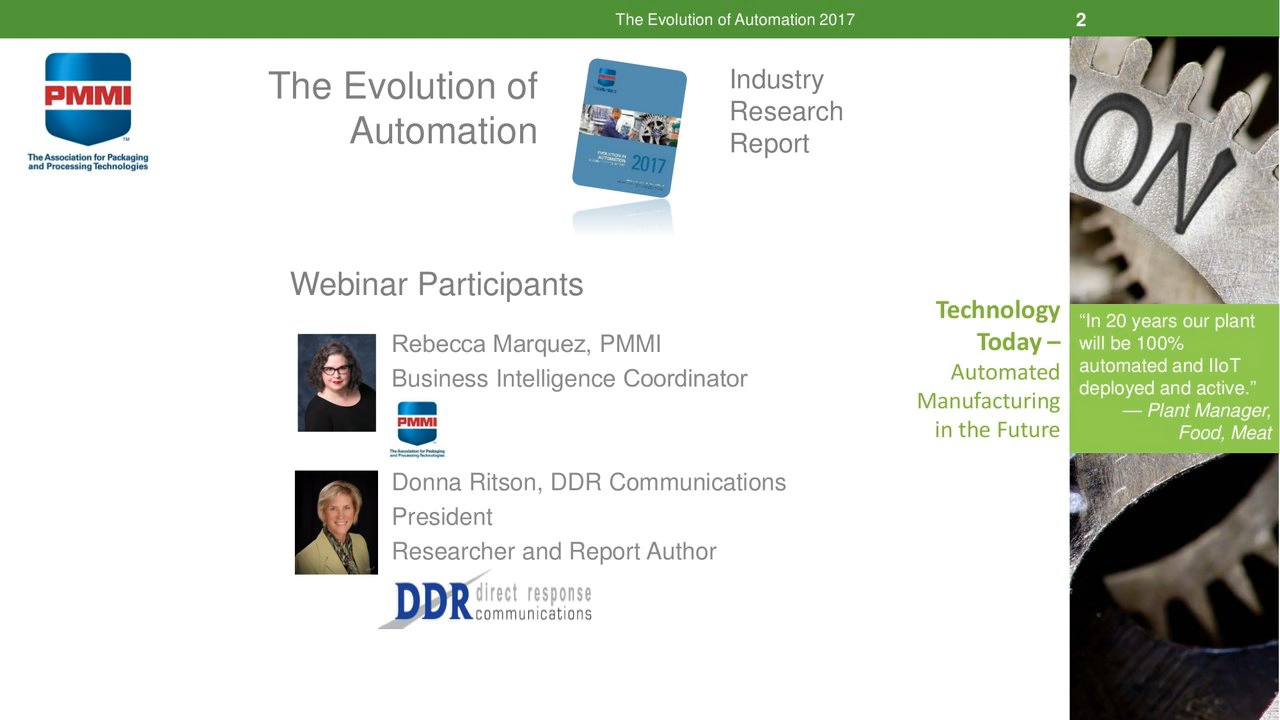 The Evolution of Automation 2017
2
PMMI
TM
The Association for Packaging
and Processing Technologies
The Evolution of
Automation
2017
Industry
Research
Report
ON
Webinar Participants
Rebecca Marquez, PMMI
Business Intelligence Coordinator
PMMI
The Association for Packaging
and Processing Technologies
Donna Ritson, DDR Communications
President
Researcher and Report Author
DDR direct response
communications
Technology
Today –
Automated
Manufacturing
in the Future
“In 20 years our plant
will be 100%
automated and IIoT
deployed and active.”
— Plant Manager,
Food, Meat